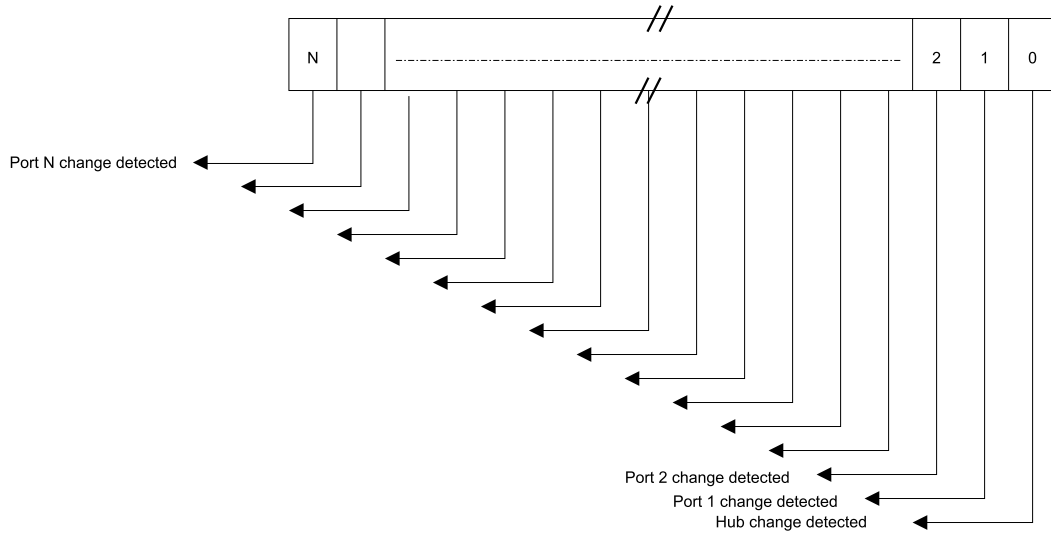 N 2 1 0
Port N change detected
Port 2 change detected
Port 1 change detected
Hub change detected